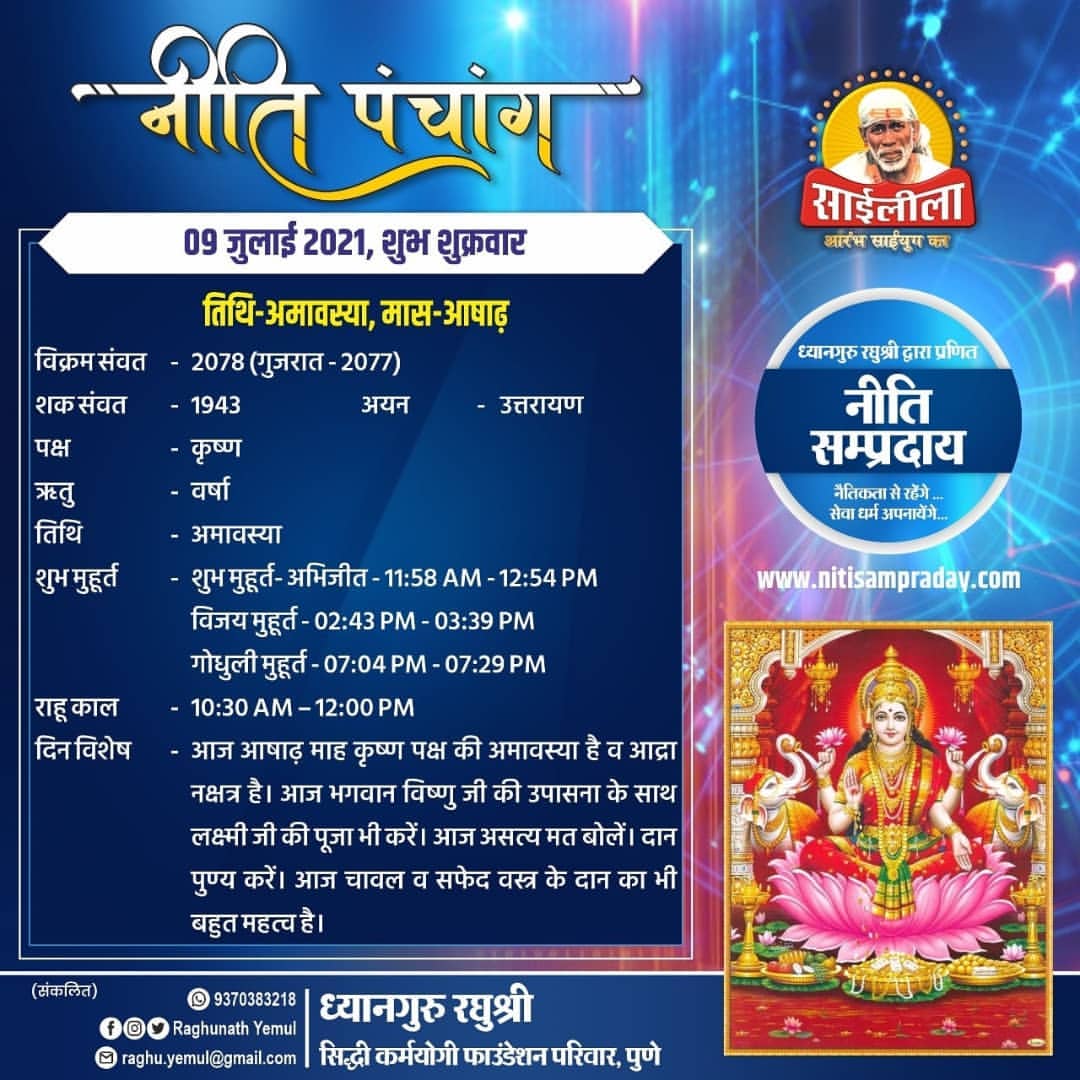 नीति पंचांग
साईलीला
आरंभ साईयुग का
09 जुलाई 2021, शुभ शुक्रवार
तिथि-अमावस्या, मास-आषाढ़
विक्रम संवत - 2078 (गुजरात - 2077)
शक संवत - 1943 अयन - उत्तरायण
पक्ष - कृष्ण
ऋतु - वर्षा
तिथि - अमावस्या
शुभ मुहूर्त - शुभ मुहूर्त- अभिजीत - 11:58 AM - 12:54 PM
विजय मुहूर्त - 02:43 PM - 03:39 PM
गोधुली मुहूर्त - 07:04 PM - 07:29 PM
राहू काल - 10:30 AM – 12:00 PM
दिन विशेष - आज आषाढ़ माह कृष्ण पक्ष की अमावस्या है व आद्रा
नक्षत्र है। आज भगवान विष्णु जी की उपासना के साथ
लक्ष्मी जी की पूजा भी करें। आज असत्य मत बोलें। दान
पुण्य करें। आज चावल व सफेद वस्त्र के दान का भी
बहुत महत्व है।
ध्यानगुरु रघुश्री द्वारा प्रणित
नीति
सम्प्रदाय
नैतिकता से रहेंगे ...
सेवा धर्म अपनायेंगे...
www.nitisampraday.com
(संकलित)
9370383218
Raghunath Yemul
raghu.yemul@gmail.com
ध्यानगुरु रघुश्री
सिद्धी कर्मयोगी फाउंडेशन परिवार, पुणे